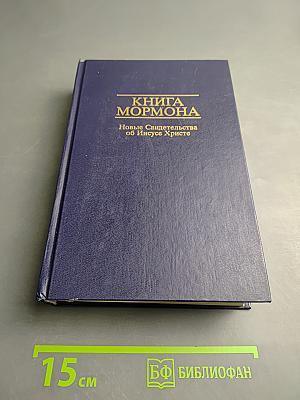 КНИГА
МОРМОНА
Новые Свидетельства
об Иисусе Христе
15 см
БФ БИБЛИОФАН